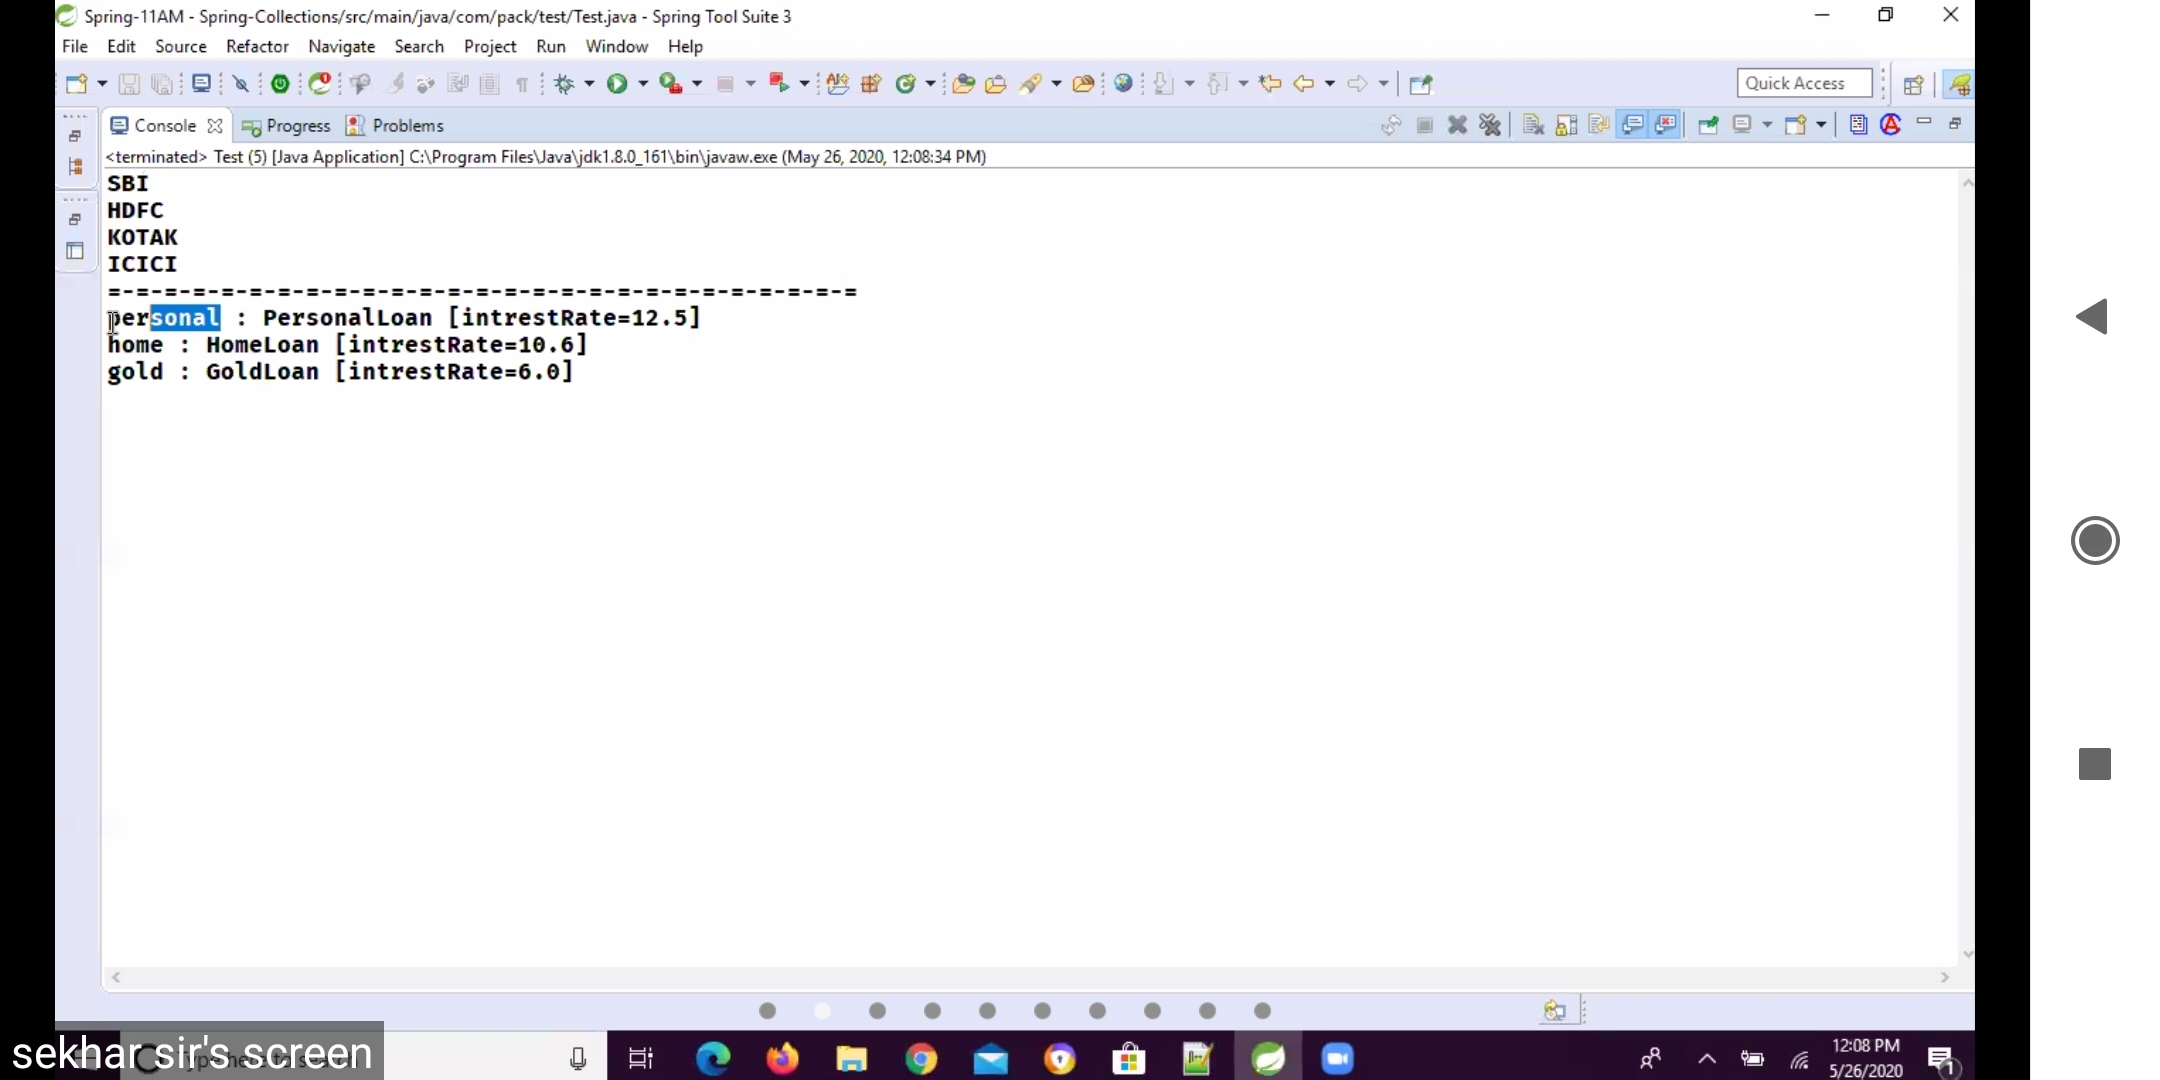 Spring-11AM - Spring-Collections/src/main/java/com/pack/test/Test.java - Spring Tool Suite 3
File Edit Source Refactor Navigate Search Project Run Window Help
Quick Access
Console Progress Problems
<terminated> Test (5) [Java Application] C:\Program Files\Java\jdk1.8.0_161\bin\javaw.exe (May 26, 2020, 12:08:34 PM)
SBI
HDFC
KOTAK
ICICI
=-=-=-=-=-=-=-=-=-=-=-=-=-=-=-=-=-=-=-=-=-=-=-=-=-=-=
personal : PersonalLoan [intrestRate=12.5]
home : HomeLoan [intrestRate=10.6]
gold : GoldLoan [intrestRate=6.0]
sekhar sir's screen
12:08 PM
5/26/2020
1